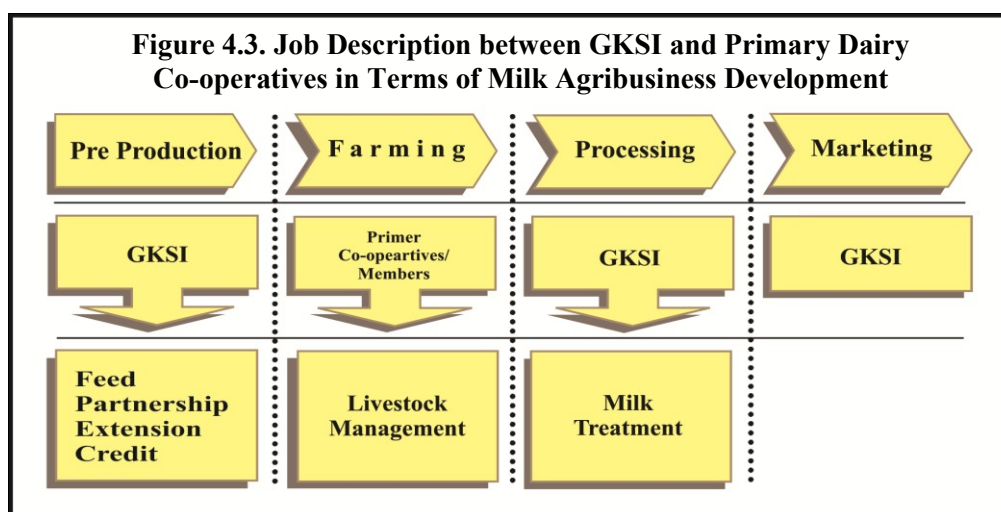 Figure 4.3. Job Description between GKSI and Primary Dairy
Co-operatives in Terms of Milk Agribusiness Development
Pre Production
F a r m i n g
Processing
Marketing
GKSI
Primer
Co-opeartives/
Members
GKSI
GKSI
Feed
Partnership
Extension
Credit
Livestock
Management
Milk
Treatment